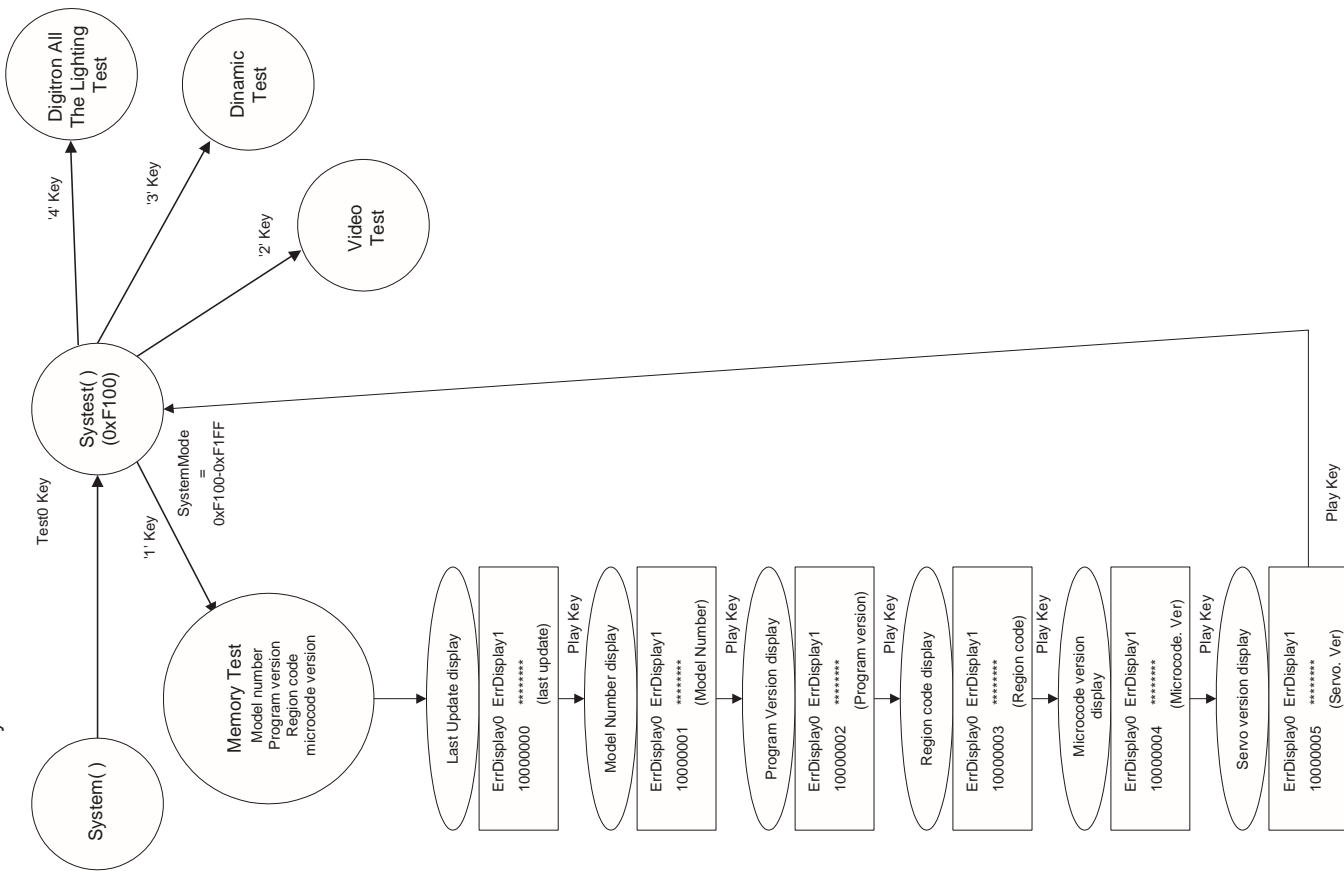 System( )
Test0 Key
Systest( )
(0xF100)
'4' Key
Digitron All
The Lighting
Test
'3' Key
Dinamic
Test
'2' Key
Video
Test
'1' Key
SystemMode
=
0xF100-0xF1FF
Memory Test
Model number
Program version
Region code
microcode version
Last Update display
ErrDisplay0 ErrDisplay1
10000000 ********
(last update)
Play Key
Model Number display
ErrDisplay0 ErrDisplay1
10000001 ********
(Model Number)
Play Key
Program Version display
ErrDisplay0 ErrDisplay1
10000002 ********
(Program version)
Play Key
Region code display
ErrDisplay0 ErrDisplay1
10000003 ********
(Region code)
Play Key
Microcode version
display
ErrDisplay0 ErrDisplay1
10000004 ********
(Microcode. Ver)
Play Key
Servo version display
ErrDisplay0 ErrDisplay1
10000005 ********
(Servo. Ver)
Play Key